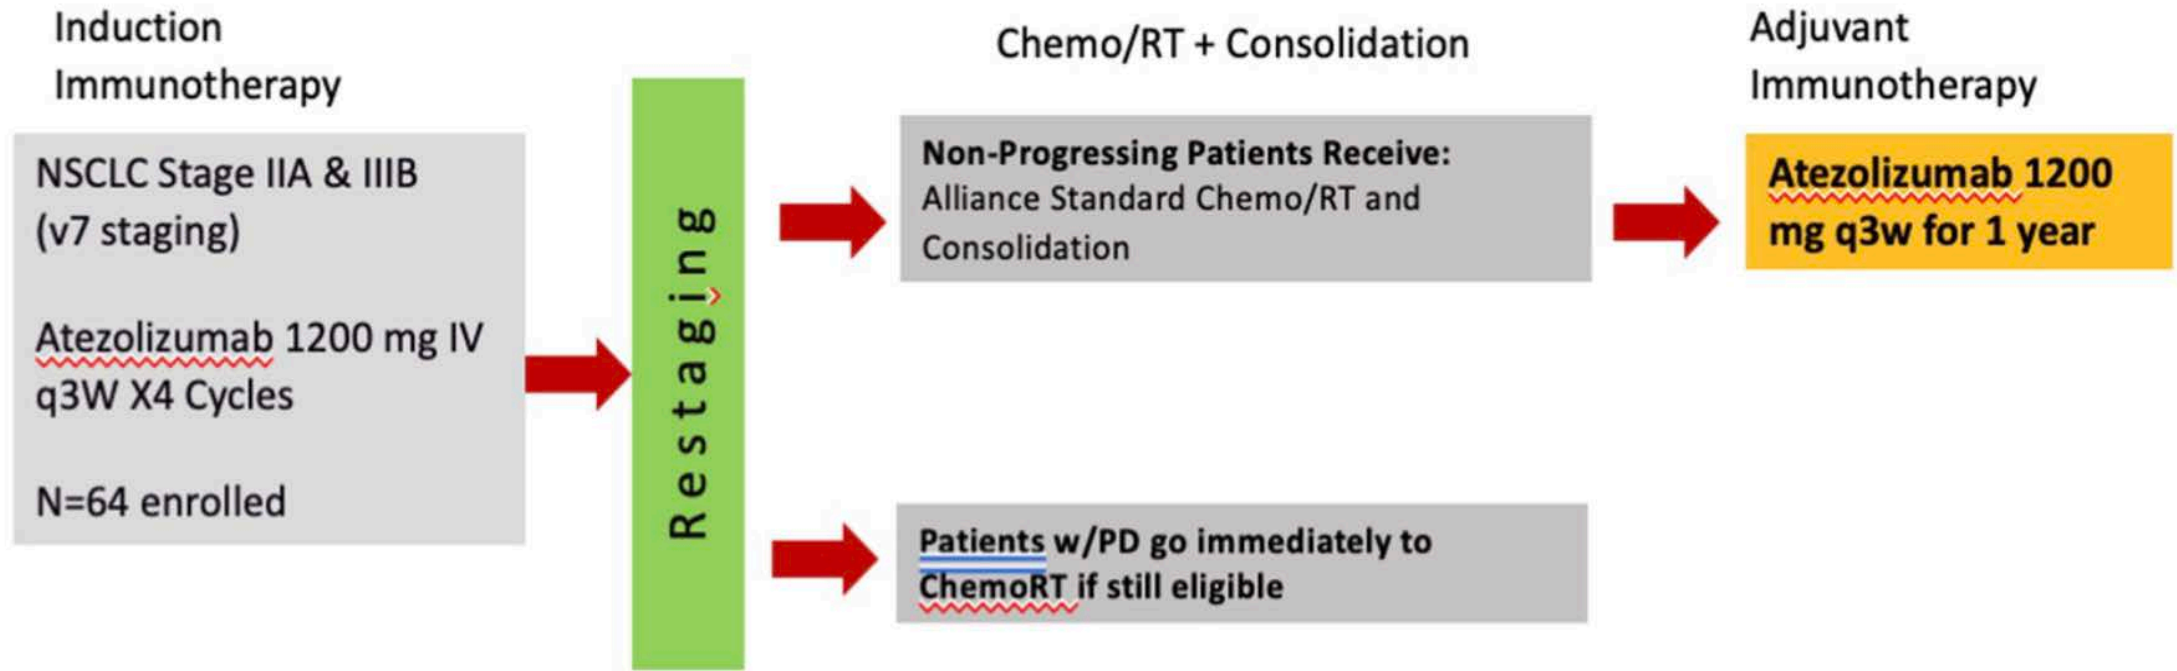 Induction
Immunotherapy
NSCLC Stage IIA & IIIB
(v7 staging)
Atezolizumab 1200 mg IV
q3W X4 Cycles
N=64 enrolled
Restaging
Chemo/RT + Consolidation
Non-Progressing Patients Receive:
Alliance Standard Chemo/RT and
Consolidation
Patients w/PD go immediately to
ChemoRT if still eligible
Adjuvant
Immunotherapy
Atezolizumab 1200
mg q3w for 1 year